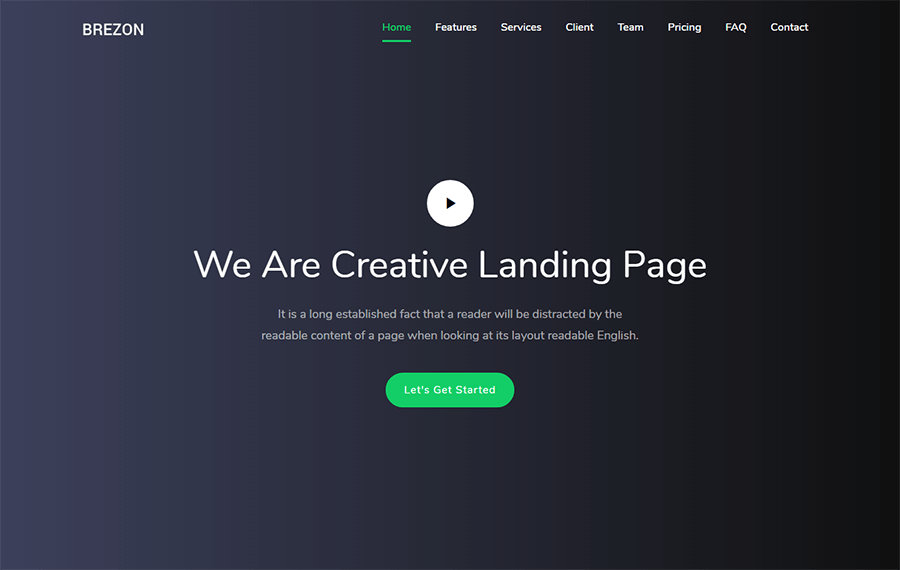 BREZON
Home Features Services Client Team Pricing FAQ Contact
We Are Creative Landing Page
It is a long established fact that a reader will be distracted by the
readable content of a page when looking at its layout readable English.
Let's Get Started